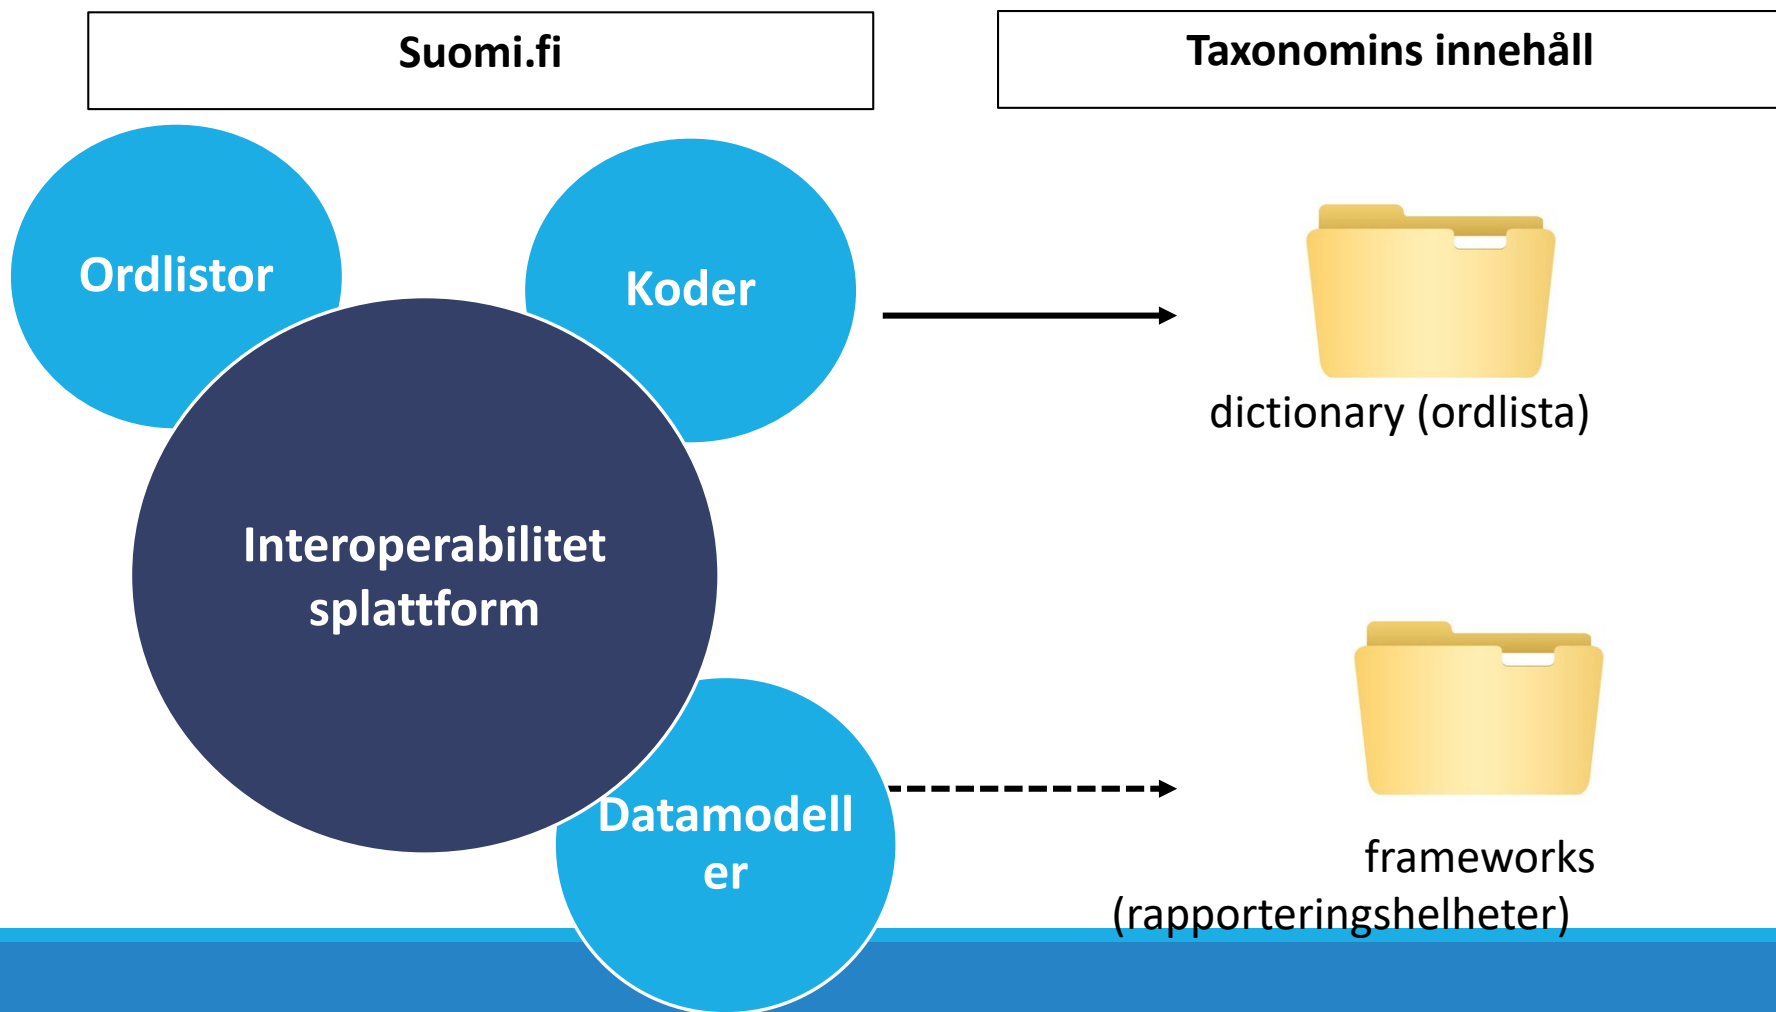 Suomi.fi
Taxonomins innehåll
Ordlistor
Koder
dictionary (ordlista)
Interoperabilitet
splattform
Datamodell
er
frameworks
(rapporteringshelheter)